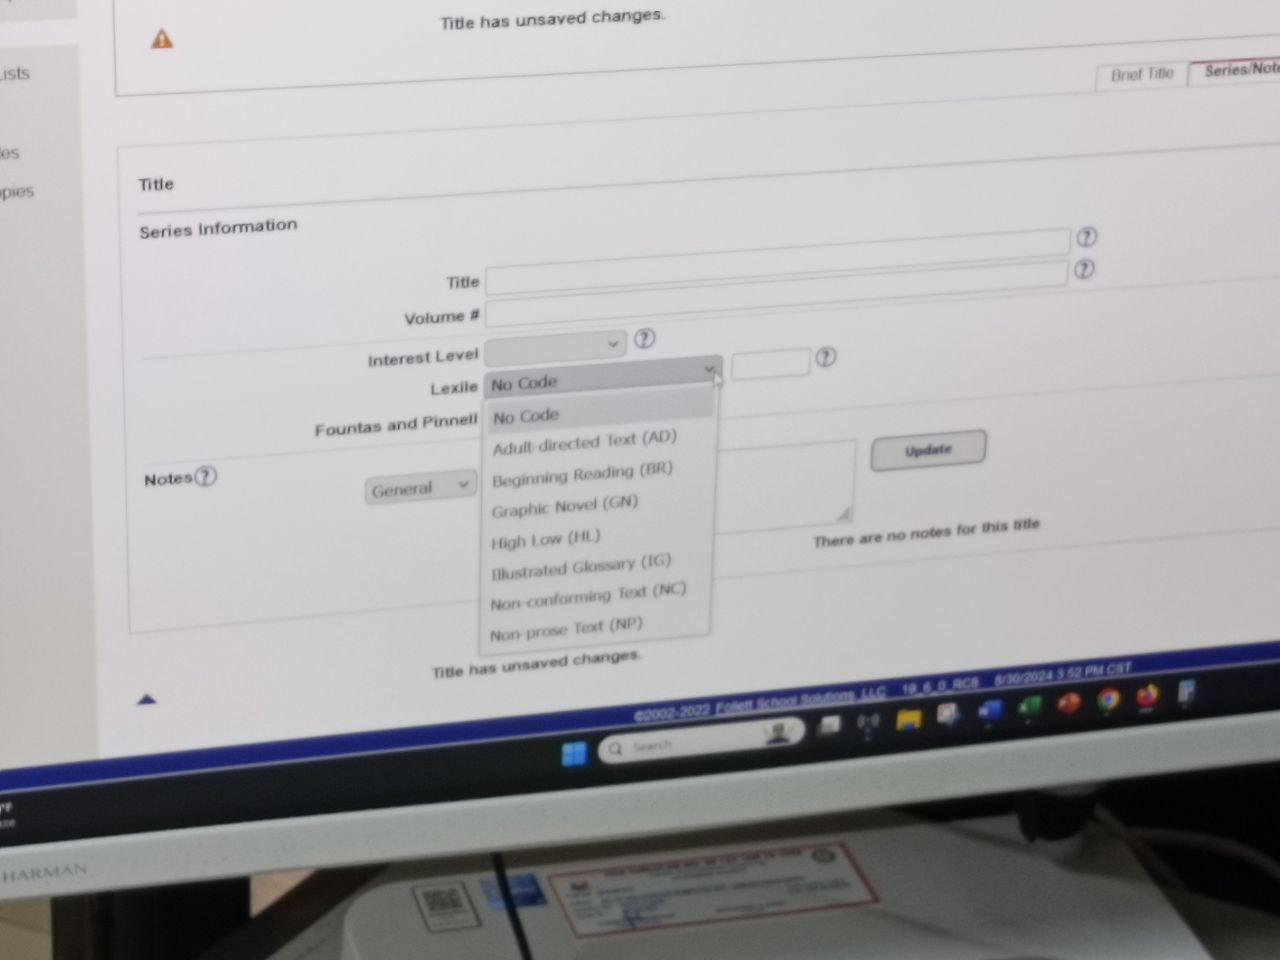 Title has unsaved changes.
Lists
Brief Title
Series/Note
es
pies
Title
Series Information
Title
?
Volume #
?
Interest Level
?
Lexile
No Code
?
Fountas and Pinnell
No Code
Adult-directed Text (AD)
Beginning Reading (BR)
Graphic Novel (GN)
High Low (HL)
Illustrated Glossary (IG)
Non-conforming Text (NC)
Non-prose Text (NP)
Notes ?
General
Update
There are no notes for this title
Title has unsaved changes.
©2002-2022 Follett School Solutions, LLC 19_6_0_RC6 8/30/2024 3:52 PM CST
Search
HARMAN